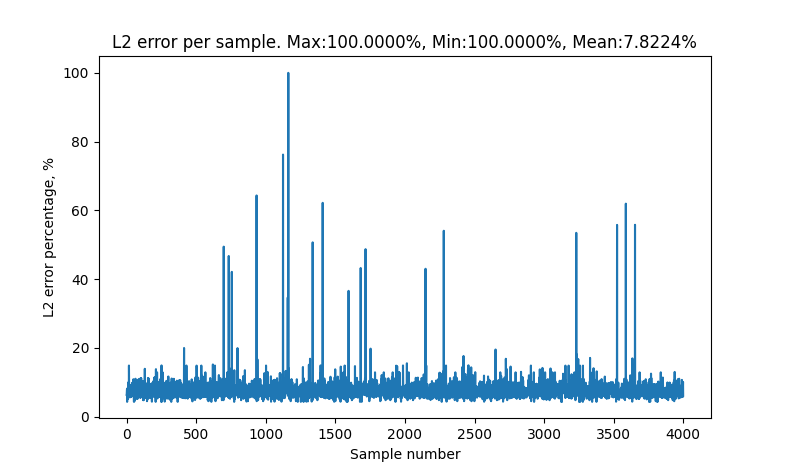 L2 error per sample. Max:100.0000%, Min:100.0000%, Mean:7.8224%
100
80
60
40
20
0
L2 error percentage, %
0 500 1000 1500 2000 2500 3000 3500 4000
Sample number